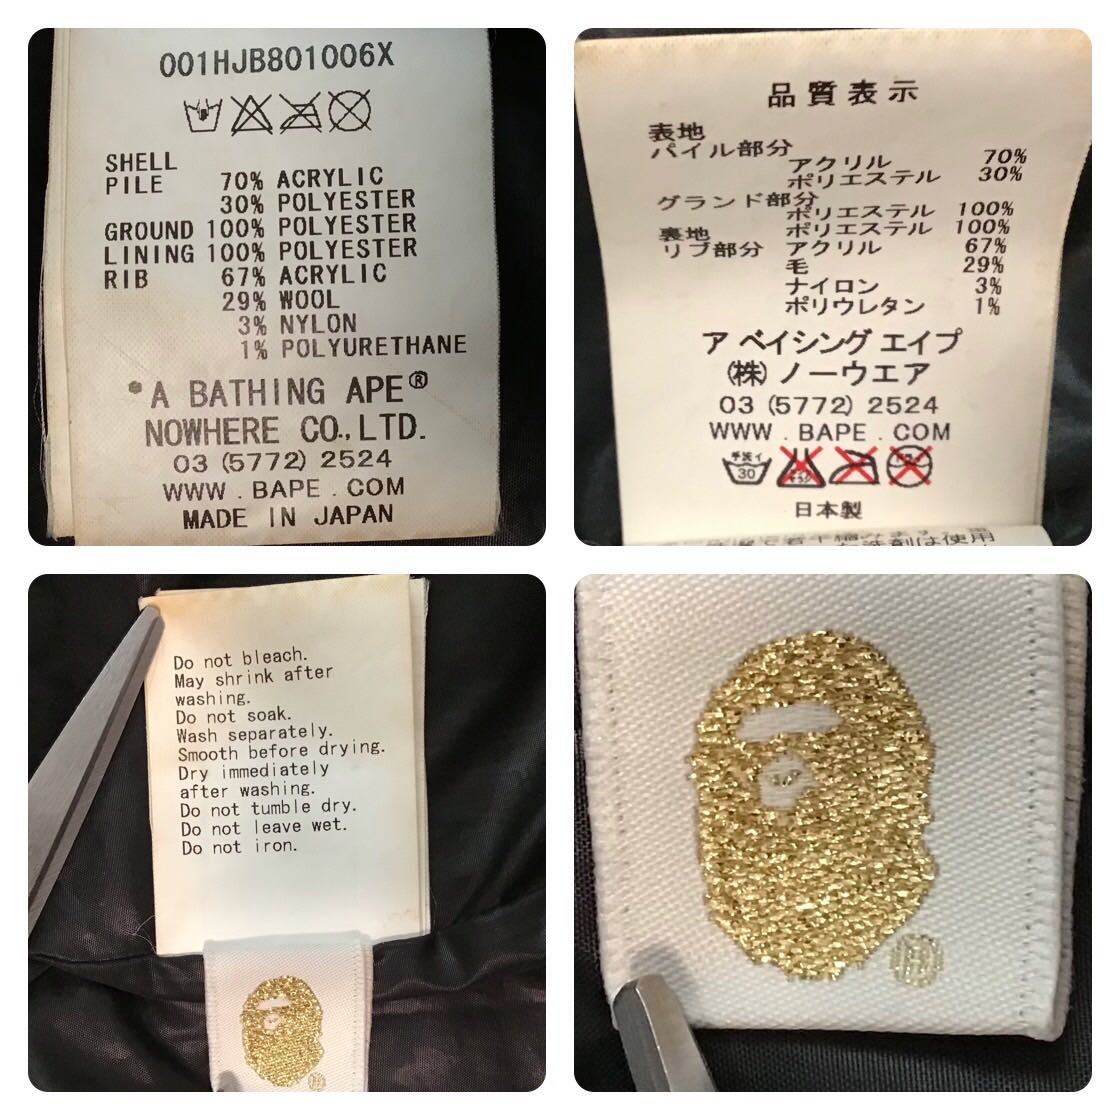 001HJB801006X
SHELL
PILE 70% ACRYLIC
30% POLYESTER
GROUND 100% POLYESTER
LINING 100% POLYESTER
RIB 67% ACRYLIC
29% WOOL
3% NYLON
1% POLYURETHANE
*A BATHING APE®
NOWHERE CO.,LTD.
03 (5772) 2524
WWW . BAPE . COM
MADE IN JAPAN
品質表示
表地
パイル部分
アクリル 70%
ポリエステル 30%
グランド部分
ポリエステル 100%
裏地 ポリエステル 100%
リブ部分 アクリル 67%
毛 29%
ナイロン 3%
ポリウレタン 1%
ア ベイシング エイプ
(株) ノーウエア
03 (5772) 2524
WWW . BAPE . COM
手洗イ
30
日本製
Do not bleach.
May shrink after
washing.
Do not soak.
Wash separately.
Smooth before drying.
Dry immediately
after washing.
Do not tumble dry.
Do not leave wet.
Do not iron.